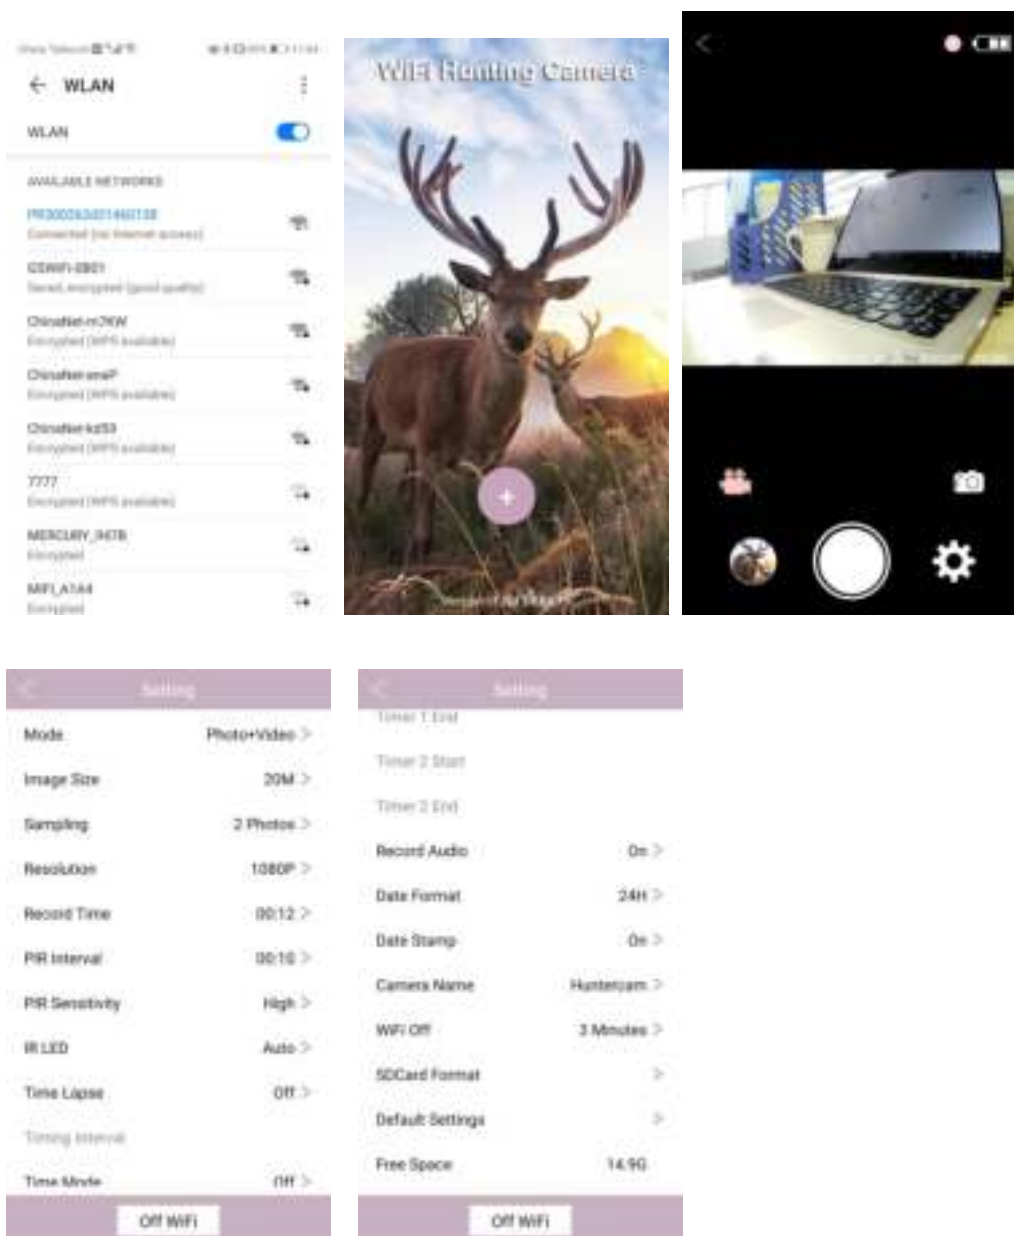 WLAN
WLAN
AVAILABLE NETWORKS
Connected (no Internet access)
Saved, encrypted (good quality)
Encrypted (WPS available)
Encrypted (WPS available)
ChinaNet-kd53
Encrypted (WPS available)
7777
Encrypted (WPS available)
MERCURY_947B
Encrypted
MIFI_A1A4
Encrypted
WiFi Hunting Camera
Setting
Mode Photo+Video
Image Size 20M
Sampling 2 Photos
Resolution 1080P
Record Time 00:12
PIR Interval 00:10
PIR Sensitivity High
IR LED Auto
Time Lapse Off
Timing Interval
Time Mode Off
Off WiFi
Setting
Timer 1 End
Timer 2 Start
Timer 2 End
Record Audio On
Date Format 24H
Date Stamp On
Camera Name Huntercam
WiFi Off 3 Minutes
SDCard Format
Default Settings
Free Space 14.9G
Off WiFi